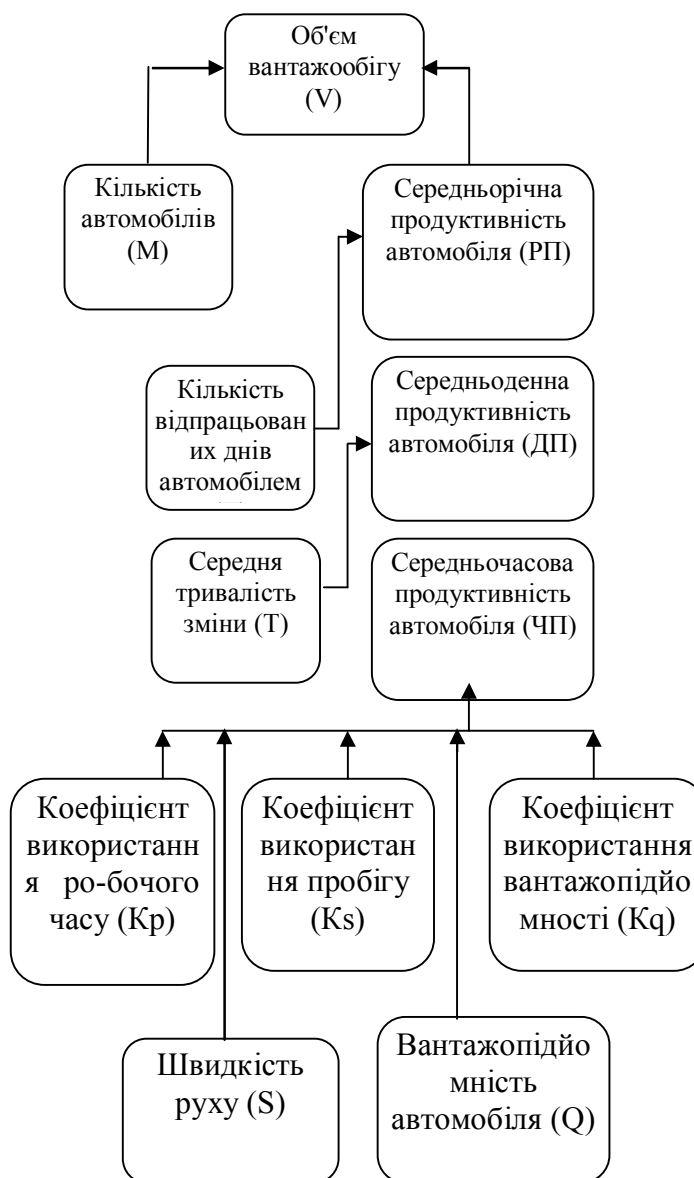 Об'єм
вантажообігу
(V)
Кількість
автомобілів
(М)
Середньорічна
продуктивність
автомобіля (РП)
Кількість
відпрацьован
их днів
автомобілем
Середньоденна
продуктивність
автомобіля (ДП)
Середня
тривалість
зміни (Т)
Середньочасова
продуктивність
автомобіля (ЧП)
Коефіцієнт
використанн
я ро-бочого
часу (Кр)
Коефіцієнт
використан
ня пробігу
(Ks)
Коефіцієнт
використання
вантажопідйо
мності (Kq)
Швидкість
руху (S)
Вантажопідйо
мність
автомобіля (Q)